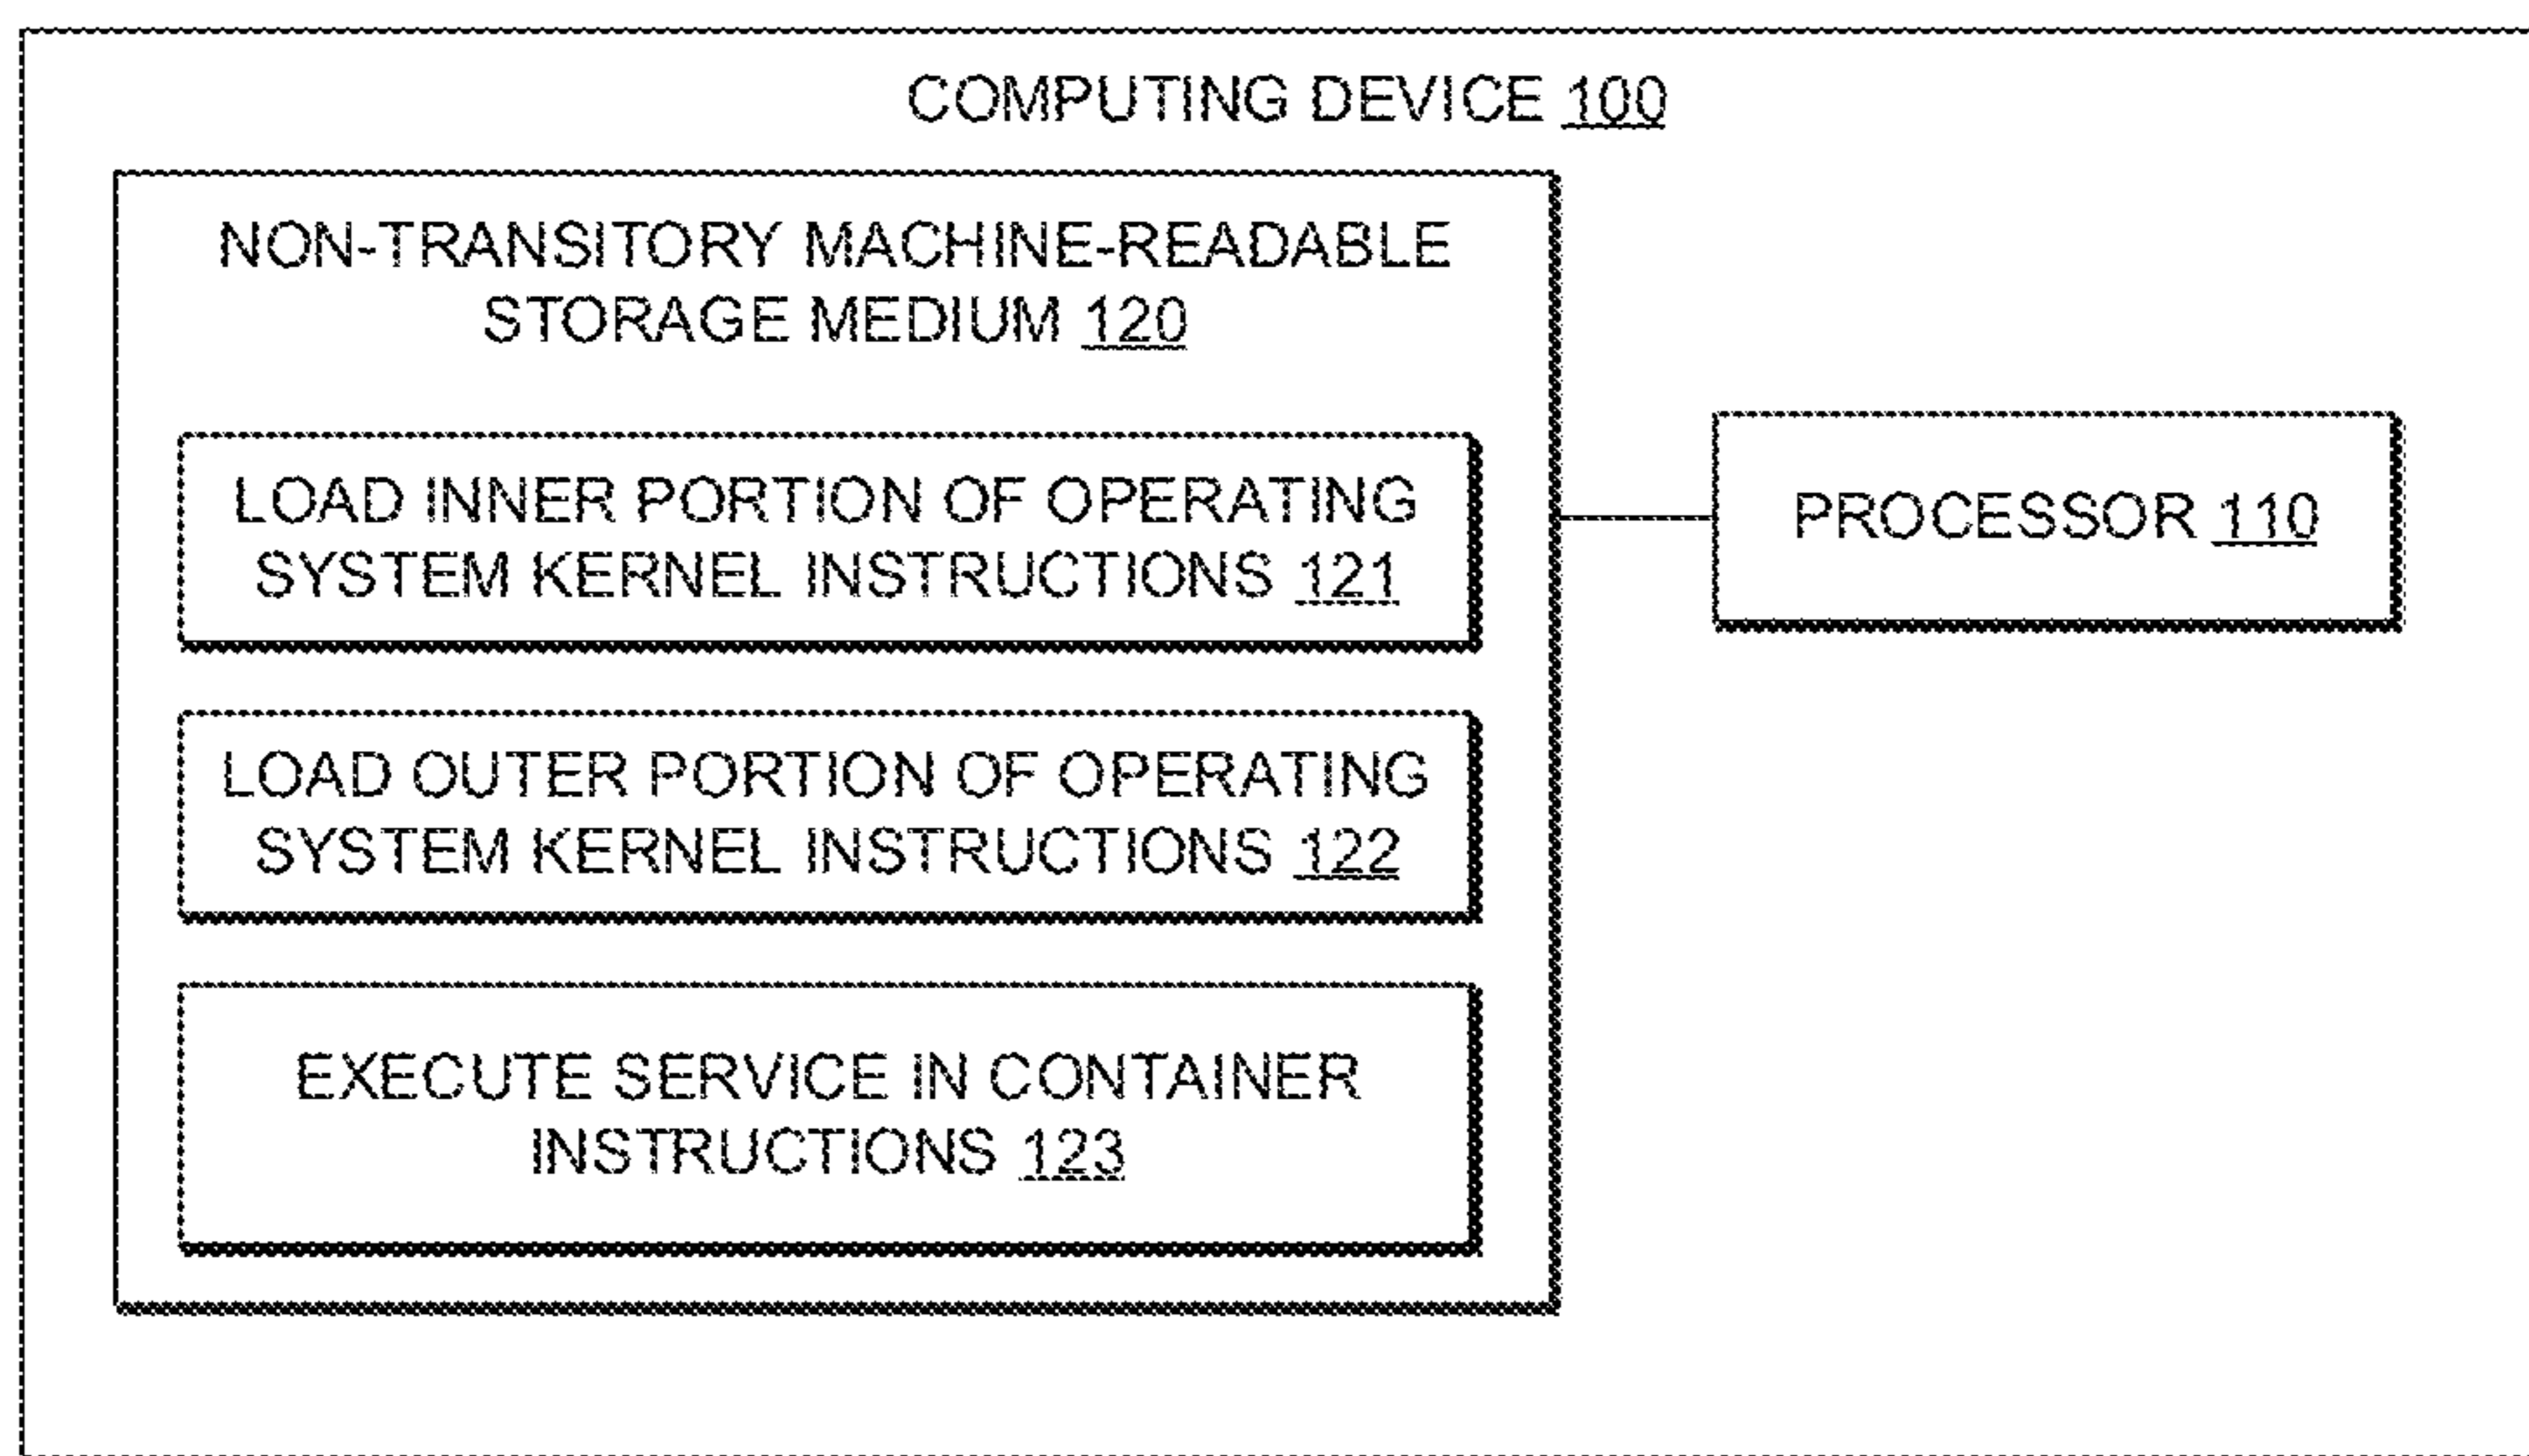 COMPUTING DEVICE 100
NON-TRANSITORY MACHINE-READABLE
STORAGE MEDIUM 120
LOAD INNER PORTION OF OPERATING
SYSTEM KERNEL INSTRUCTIONS 121
PROCESSOR 110
LOAD OUTER PORTION OF OPERATING
SYSTEM KERNEL INSTRUCTIONS 122
EXECUTE SERVICE IN CONTAINER
INSTRUCTIONS 123